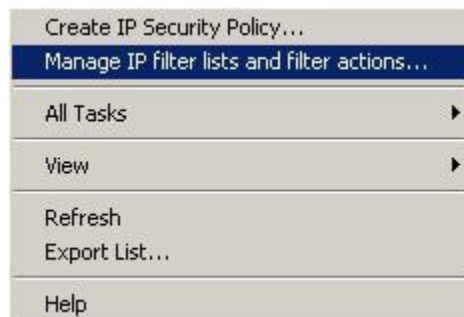 Create IP Security Policy...
Manage IP filter lists and filter actions...
All Tasks
View
Refresh
Export List...
Help